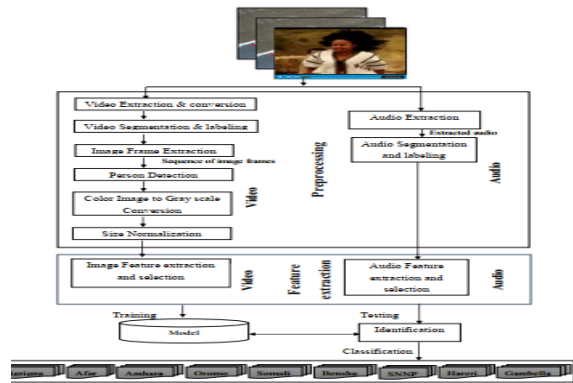 Video Extraction & conversion
Video Segmentation & labeling
Image Frame Extraction
Sequence of image frames
Person Detection
Color Image to Gray scale
Conversion
Size Normalization
Video
Preprocessing
Audio Extraction
Extracted audio
Audio Segmentation
and labeling
Audio
Image Feature extraction
and selection
Video
Feature
extraction
Audio Feature
extraction and
selection
Audio
Training
Testing
Model
Identification
Classification
Afar
Amhara
Oromo
Somali
SNNP
Hareri
Gambella